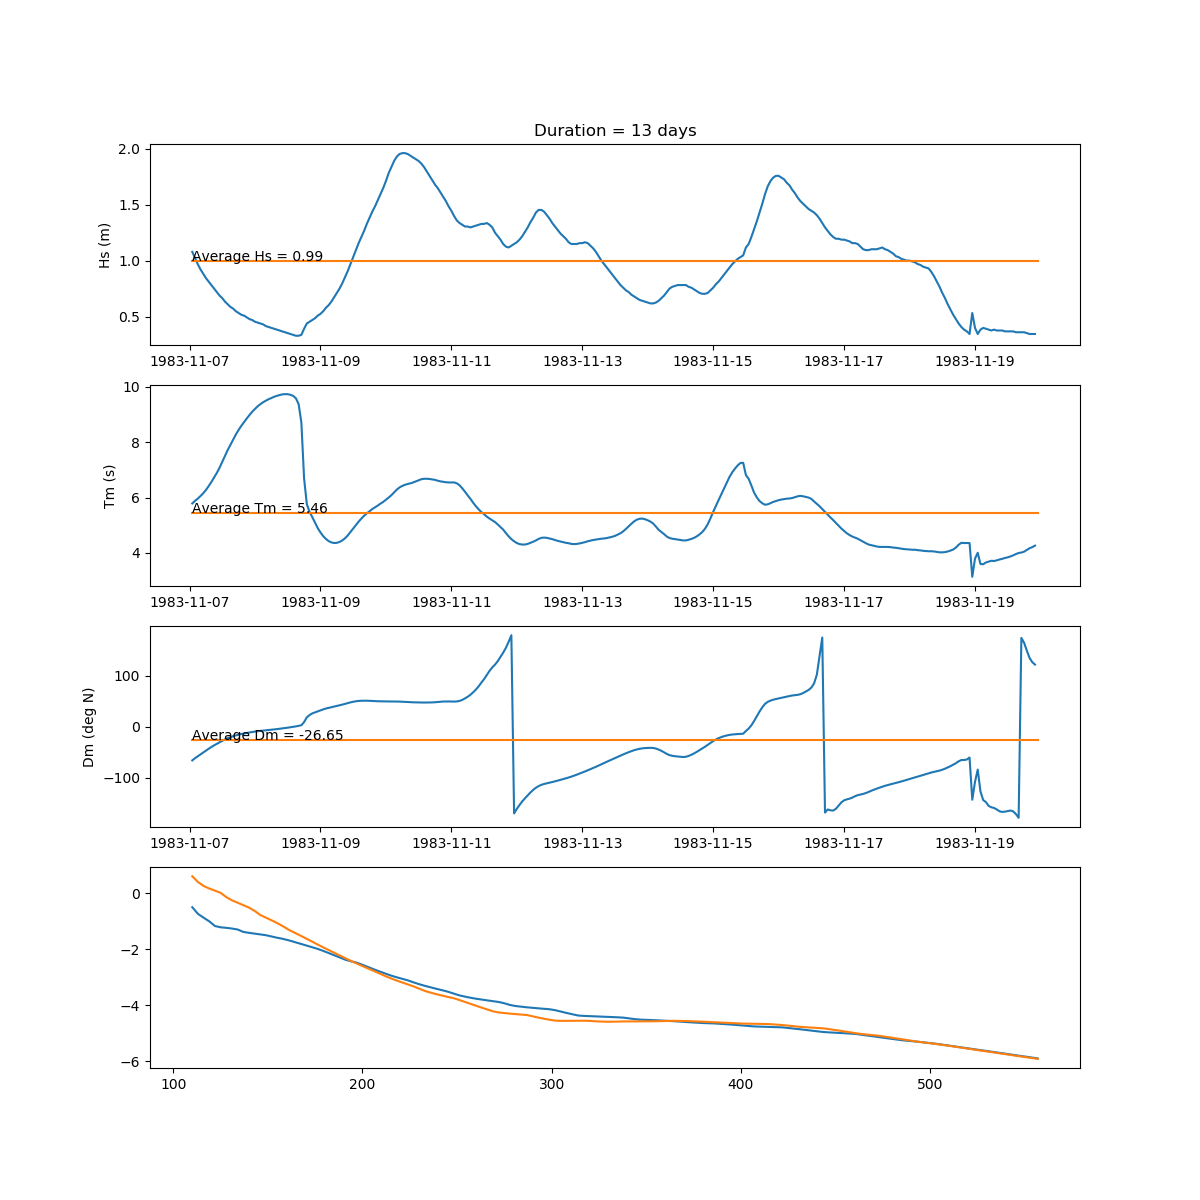 Duration = 13 days
2.0
1.5
1.0
0.5
Hs (m)
Average Hs = 0.99
1983-11-07 1983-11-09 1983-11-11 1983-11-13 1983-11-15 1983-11-17 1983-11-19
10
8
6
4
Tm (s)
Average Tm = 5.46
1983-11-07 1983-11-09 1983-11-11 1983-11-13 1983-11-15 1983-11-17 1983-11-19
100
0
−100
Dm (deg N)
Average Dm = -26.65
1983-11-07 1983-11-09 1983-11-11 1983-11-13 1983-11-15 1983-11-17 1983-11-19
0
−2
−4
−6
100 200 300 400 500